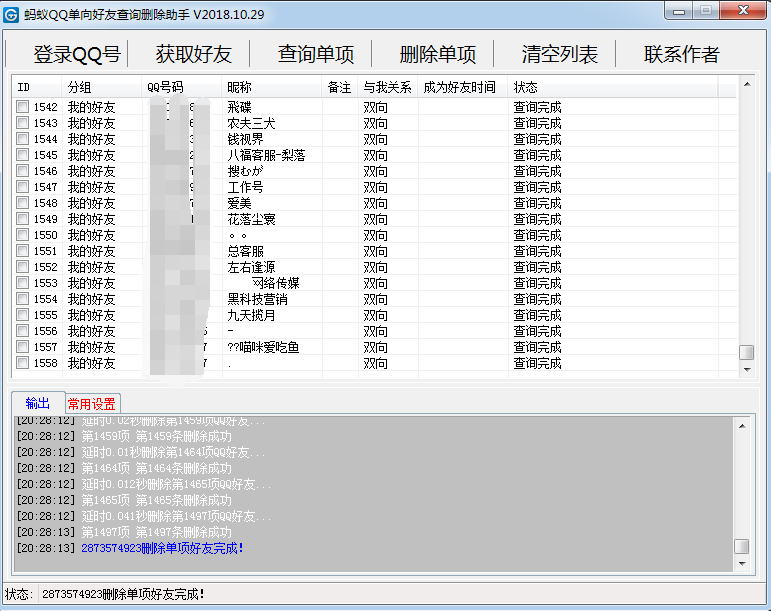 蚂蚁QQ单向好友查询删除助手 V2018.10.29
登录QQ号 获取好友 查询单项 删除单项 清空列表 联系作者
ID 分组 QQ号码 昵称 备注 与我关系 成为好友时间 状态
1542 我的好友 8 飛碟 双向 查询完成
1543 我的好友 6 农夫三犬 双向 查询完成
1544 我的好友 3 钱视界 双向 查询完成
1545 我的好友 2 八福客服-梨落 双向 查询完成
1546 我的好友 7 搜むが 双向 查询完成
1547 我的好友 9 工作号 双向 查询完成
1548 我的好友 7 爱美 双向 查询完成
1549 我的好友 花落尘寰 双向 查询完成
1550 我的好友 。。 双向 查询完成
1551 我的好友 总客服 双向 查询完成
1552 我的好友 左右逢源 双向 查询完成
1553 我的好友 网络传媒 双向 查询完成
1554 我的好友 黑科技营销 双向 查询完成
1555 我的好友 九天揽月 双向 查询完成
1556 我的好友 - 双向 查询完成
1557 我的好友 7 ??喵咪爱吃鱼 双向 查询完成
1558 我的好友 7 . 双向 查询完成
输出 常用设置
[20:28:12] 延时0.02秒删除第1459项QQ好友...
[20:28:12] 第1459项 第1459条删除成功
[20:28:12] 延时0.01秒删除第1464项QQ好友...
[20:28:12] 第1464项 第1464条删除成功
[20:28:12] 延时0.012秒删除第1465项QQ好友...
[20:28:12] 第1465项 第1465条删除成功
[20:28:12] 延时0.041秒删除第1497项QQ好友...
[20:28:13] 第1497项 第1497条删除成功
[20:28:13] 2873574923删除单项好友完成!
状态: 2873574923删除单项好友完成!